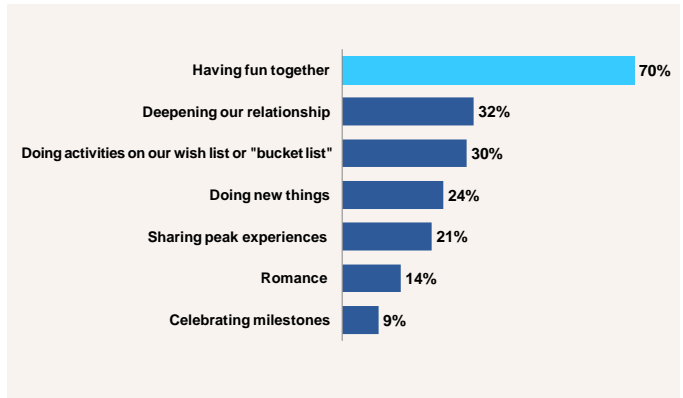 Having fun together 70%
Deepening our relationship 32%
Doing activities on our wish list or "bucket list" 30%
Doing new things 24%
Sharing peak experiences 21%
Romance 14%
Celebrating milestones 9%